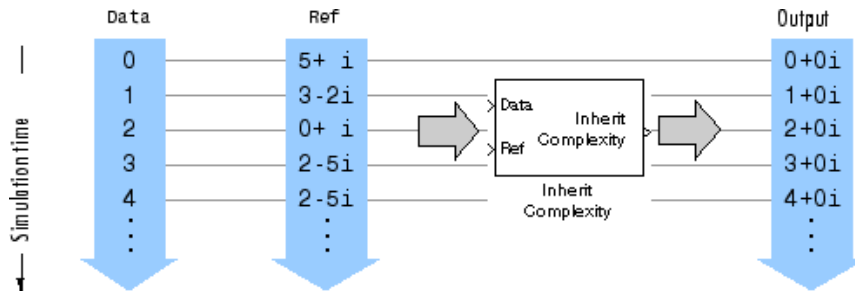 Data Ref Output
0 5+ i 0+0i
1 3-2i 1+0i
2 0+ i 2+0i
3 2-5i 3+0i
4 2-5i 4+0i
Simulation time
Data
Ref
Inherit
Complexity
Inherit
Complexity